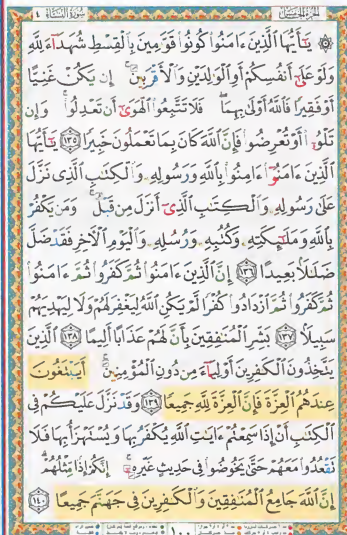 الجزء الخامس سورة النساء ٤
۞ يَٰٓأَيُّهَا ٱلَّذِينَ ءَامَنُوا۟ كُونُوا۟ قَوَّٰمِينَ بِٱلْقِسْطِ شُهَدَآءَ لِلَّهِ
وَلَوْ عَلَىٰٓ أَنفُسِكُمْ أَوِ ٱلْوَٰلِدَيْنِ وَٱلْأَقْرَبِينَ ۚ إِن يَكُنْ غَنِيًّا
أَوْ فَقِيرًا فَٱللَّهُ أَوْلَىٰ بِهِمَا ۖ فَلَا تَتَّبِعُوا۟ ٱلْهَوَىٰٓ أَن تَعْدِلُوا۟ ۚ وَإِن
تَلْوُۥٓا۟ أَوْ تُعْرِضُوا۟ فَإِنَّ ٱللَّهَ كَانَ بِمَا تَعْمَلُونَ خَبِيرًا ١٣٥ يَٰٓأَيُّهَا
ٱلَّذِينَ ءَامَنُوٓا۟ ءَامِنُوا۟ بِٱللَّهِ وَرَسُولِهِۦ وَٱلْكِتَٰبِ ٱلَّذِى نَزَّلَ
عَلَىٰ رَسُولِهِۦ وَٱلْكِتَٰبِ ٱلَّذِىٓ أَنزَلَ مِن قَبْلُ ۚ وَمَن يَكْفُرْ
بِٱللَّهِ وَمَلَٰٓئِكَتِهِۦ وَكُتُبِهِۦ وَرُسُلِهِۦ وَٱلْيَوْمِ ٱلْءَاخِرِ فَقَدْ ضَلَّ
ضَلَٰلًۢا بَعِيدًا ١٣٦ إِنَّ ٱلَّذِينَ ءَامَنُوا۟ ثُمَّ كَفَرُوا۟ ثُمَّ ءَامَنُوا۟
ثُمَّ كَفَرُوا۟ ثُمَّ ٱزْدَادُوا۟ كُفْرًا لَّمْ يَكُنِ ٱللَّهُ لِيَغْفِرَ لَهُمْ وَلَا لِيَهْدِيَهُمْ
سَبِيلًۢا ١٣٧ بَشِّرِ ٱلْمُنَٰفِقِينَ بِأَنَّ لَهُمْ عَذَابًا أَلِيمًا ١٣٨ ٱلَّذِينَ
يَتَّخِذُونَ ٱلْكَٰفِرِينَ أَوْلِيَآءَ مِن دُونِ ٱلْمُؤْمِنِينَ ۚ أَيَبْتَغُونَ
عِندَهُمُ ٱلْعِزَّةَ فَإِنَّ ٱلْعِزَّةَ لِلَّهِ جَمِيعًا ١٣٩ وَقَدْ نَزَّلَ عَلَيْكُمْ فِى
ٱلْكِتَٰبِ أَنْ إِذَا سَمِعْتُمْ ءَايَٰتِ ٱللَّهِ يُكْفَرُ بِهَا وَيُسْتَهْزَأُ بِهَا فَلَا
تَقْعُدُوا۟ مَعَهُمْ حَتَّىٰ يَخُوضُوا۟ فِى حَدِيثٍ غَيْرِهِۦٓ ۚ إِنَّكُمْ إِذًا مِّثْلُهُمْ ۗ
إِنَّ ٱللَّهَ جَامِعُ ٱلْمُنَٰفِقِينَ وَٱلْكَٰفِرِينَ فِى جَهَنَّمَ جَمِيعًا ١٤٠
١٠٠